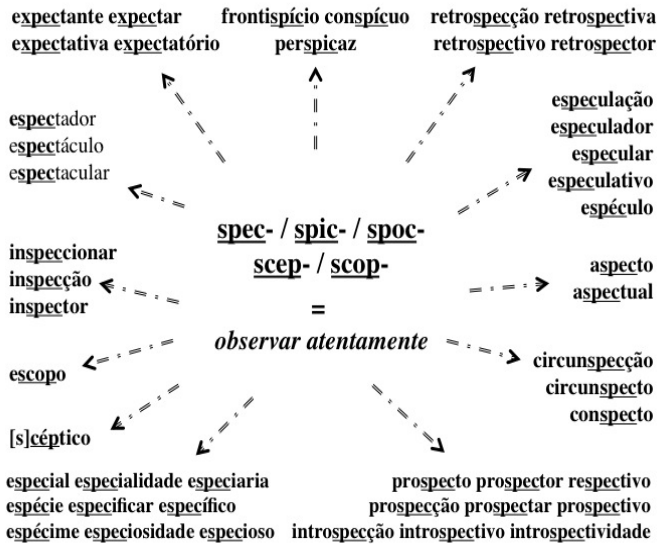 expectante expectar
expectativa expectatório
frontispício conspícuo
perspicaz
retrospecção retrospectiva
retrospectivo retrospector
espectador
espectáculo
espectacular
especulação
especulador
especular
especulativo
espéculo
spec- / spic- / spoc-
scep- / scop-
=
observar atentamente
inspeccionar
inspecção
inspector
aspecto
aspectual
escopo
circunspecção
circunspecto
conspecto
[s]céptico
especial especialidade especiaria
espécie especificar específico
espécime especiosidade especioso
prospecto prospector respectivo
prospecção prospectar prospectivo
introspecção introspectivo introspectividade